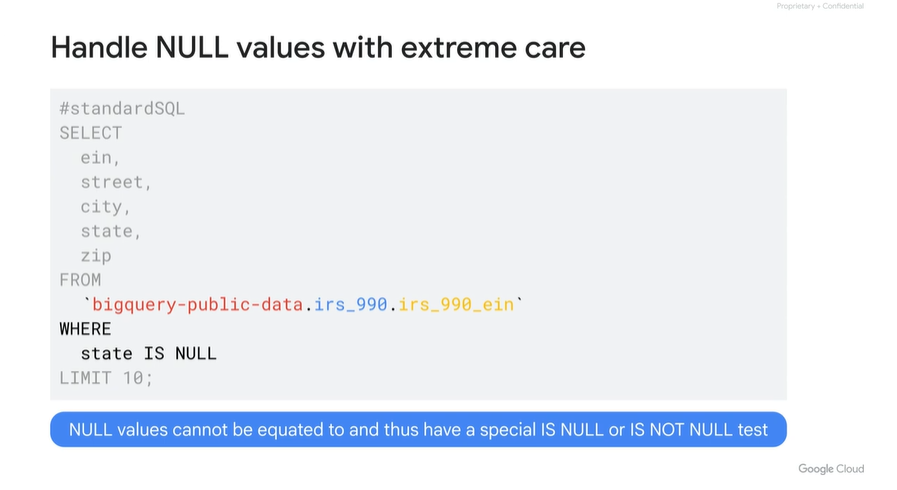 Proprietary + Confidential
Handle NULL values with extreme care
#standardSQL
SELECT
ein,
street,
city,
state,
zip
FROM
`bigquery-public-data.irs_990.irs_990_ein`
WHERE
state IS NULL
LIMIT 10;
NULL values cannot be equated to and thus have a special IS NULL or IS NOT NULL test
Google Cloud